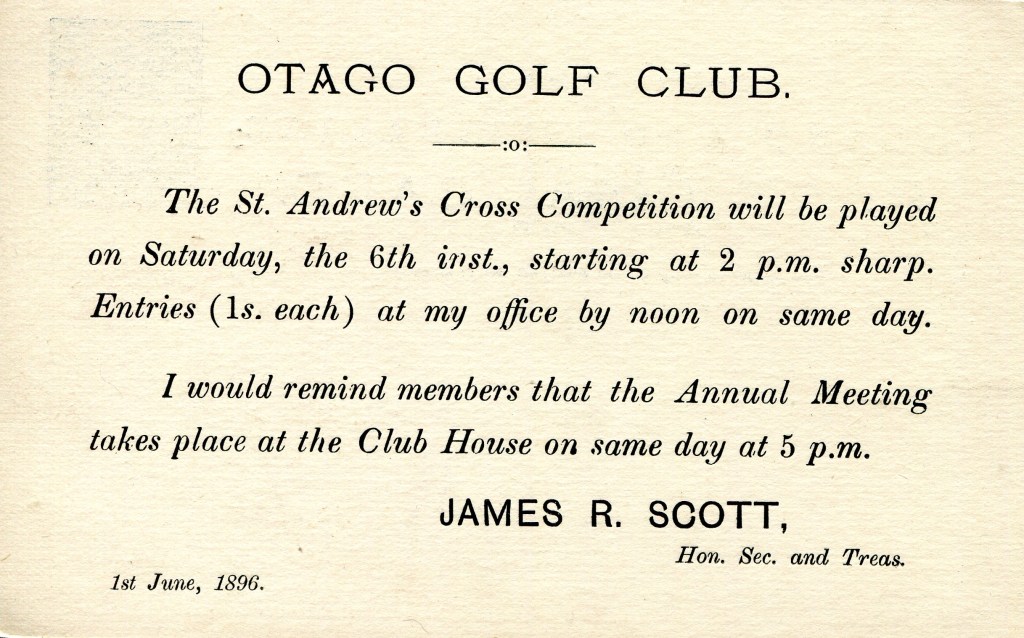 OTAGO GOLF CLUB.
——:o:——
The St. Andrew's Cross Competition will be played
on Saturday, the 6th inst., starting at 2 p.m. sharp.
Entries (1s. each) at my office by noon on same day.
I would remind members that the Annual Meeting
takes place at the Club House on same day at 5 p.m.
JAMES R. SCOTT,
Hon. Sec. and Treas.
1st June, 1896.